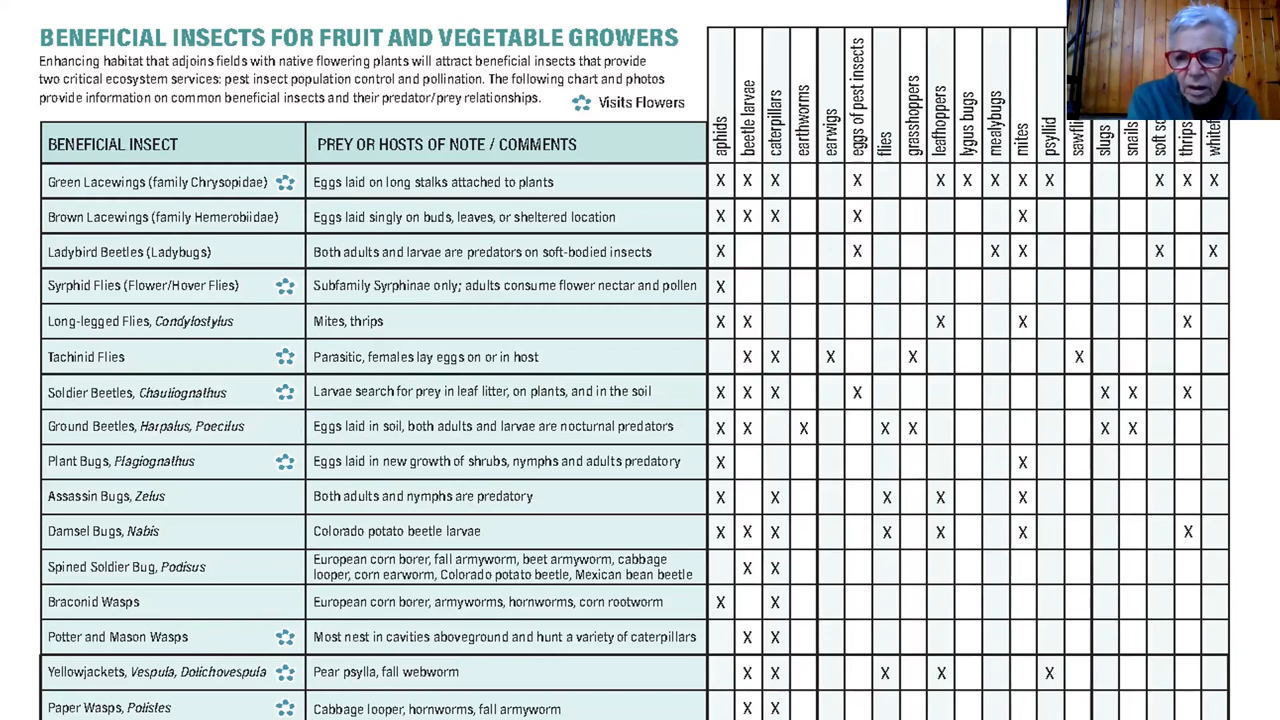 BENEFICIAL INSECTS FOR FRUIT AND VEGETABLE GROWERS
Enhancing habitat that adjoins fields with native flowering plants will attract beneficial insects that provide
two critical ecosystem services: pest insect population control and pollination. The following chart and photos
provide information on common beneficial insects and their predator/prey relationships.
Visits Flowers
BENEFICIAL INSECT PREY OR HOSTS OF NOTE / COMMENTS aphids beetle larvae caterpillars earthworms earwigs eggs of pest insects flies grasshoppers leafhoppers lygus bugs mealybugs mites psyllid slugs snails thrips
Green Lacewings (family Chrysopidae) Eggs laid on long stalks attached to plants X X X X X X X X X X X X
Brown Lacewings (family Hemerobiidae) Eggs laid singly on buds, leaves, or sheltered location X X X X X
Ladybird Beetles (Ladybugs) Both adults and larvae are predators on soft-bodied insects X X X X X X
Syrphid Flies (Flower/Hover Flies) Subfamily Syrphinae only; adults consume flower nectar and pollen X
Long-legged Flies, Condylostylus Mites, thrips X X X X X
Tachinid Flies Parasitic, females lay eggs on or in host X X X X X
Soldier Beetles, Chauliognathus Larvae search for prey in leaf litter, on plants, and in the soil X X X X X X X
Ground Beetles, Harpalus, Poecilus Eggs laid in soil, both adults and larvae are nocturnal predators X X X X X X X
Plant Bugs, Plagiognathus Eggs laid in new growth of shrubs, nymphs and adults predatory X X
Assassin Bugs, Zelus Both adults and nymphs are predatory X X X X X
Damsel Bugs, Nabis Colorado potato beetle larvae X X X X X X X
Spined Soldier Bug, Podisus European corn borer, fall armyworm, beet armyworm, cabbage
looper, corn earworm, Colorado potato beetle, Mexican bean beetle X X
Braconid Wasps European corn borer, armyworms, hornworms, corn rootworm X X
Potter and Mason Wasps Most nest in cavities aboveground and hunt a variety of caterpillars X X
Yellowjackets, Vespula, Dolichovespula Pear psylla, fall webworm X X X X X
Paper Wasps, Polistes Cabbage looper, hornworms, fall armyworm X X